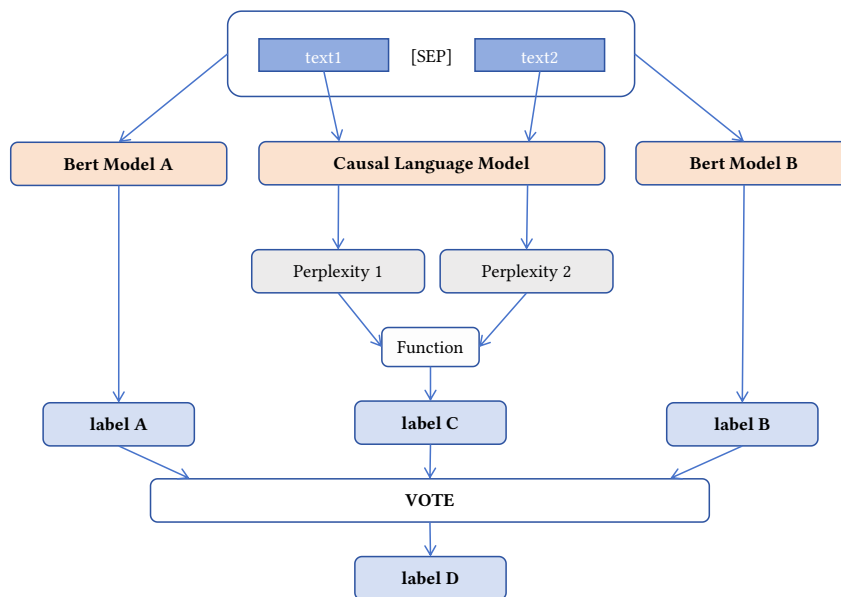 text1 [SEP] text2
Bert Model A Causal Language Model Bert Model B
Perplexity 1 Perplexity 2
Function
label A label C label B
VOTE
label D